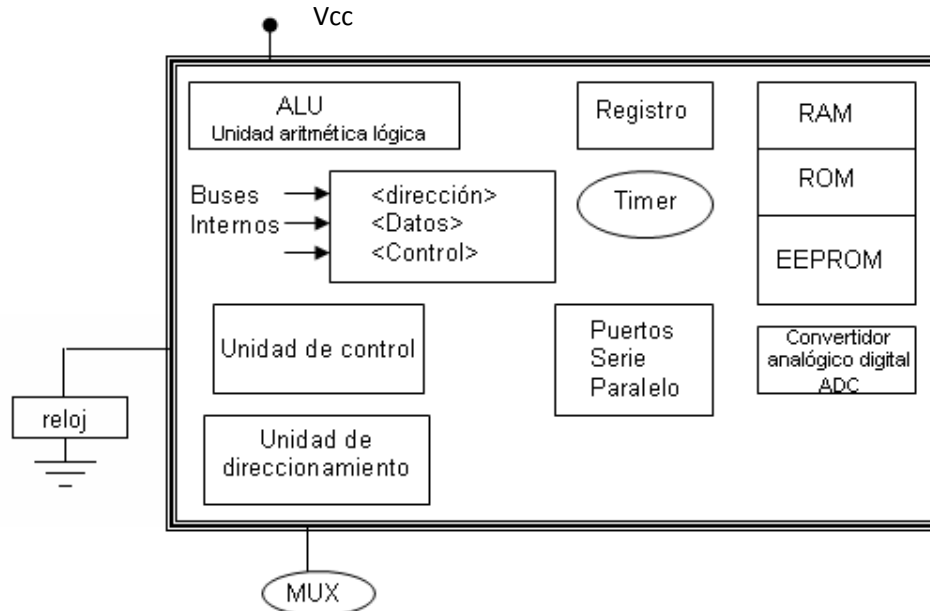 Vcc
ALU
Unidad aritmética lógica
Registro
RAM
ROM
EEPROM
Buses
Internos
<dirección>
<Datos>
<Control>
Timer
Unidad de control
Puertos
Serie
Paralelo
Convertidor
analógico digital
ADC
reloj
Unidad de
direccionamiento
MUX